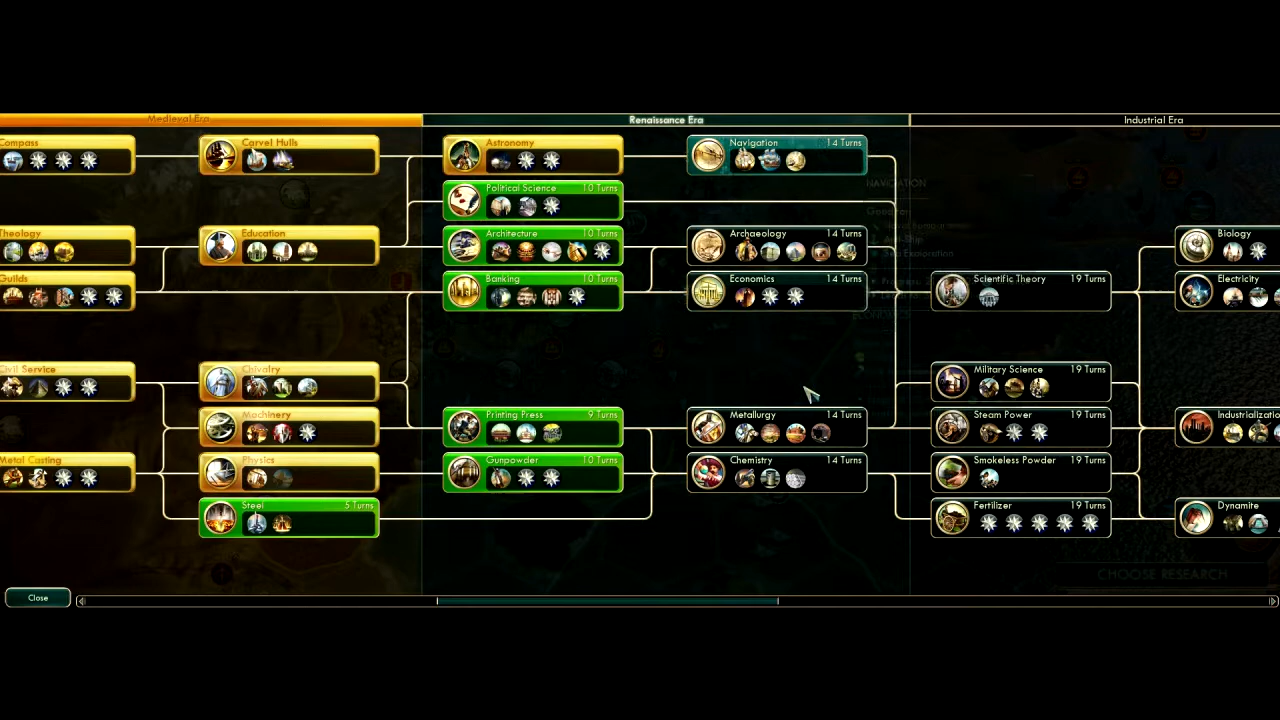 Medieval Era
Renaissance Era
Industrial Era
Compass
Carvel Hulls
Astronomy
Navigation 14 Turns
Political Science 10 Turns
NAVIGATION
Theology
Education
Architecture 10 Turns
Archaeology 14 Turns
Biology
Guilds
Banking 10 Turns
Economics 14 Turns
Scientific Theory 19 Turns
Electricity
Civil Service
Chivalry
Military Science 19 Turns
Machinery
Printing Press 9 Turns
Metallurgy 14 Turns
Steam Power 19 Turns
Industrializatio
Metal Casting
Physics
Gunpowder 10 Turns
Chemistry 14 Turns
Smokeless Powder 19 Turns
Steel 5 Turns
Fertilizer 19 Turns
Dynamite
CHOOSE RESEARCH
Close